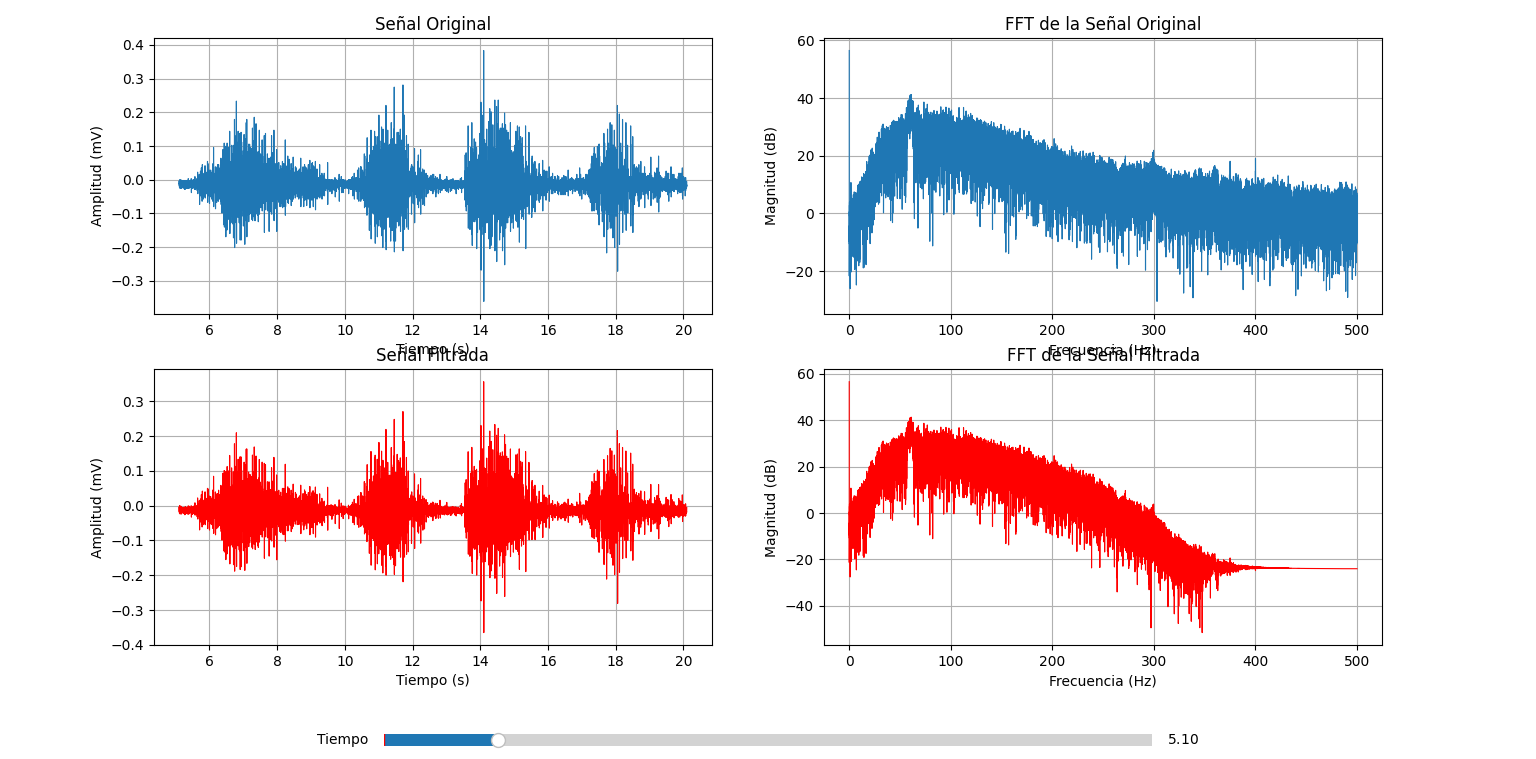 Señal Original
Amplitud (mV)
0.4
0.3
0.2
0.1
0.0
−0.1
−0.2
−0.3
6 8 10 12 14 16 18 20
Tiempo (s)
FFT de la Señal Original
Magnitud (dB)
60
40
20
0
−20
0 100 200 300 400 500
Frecuencia (Hz)
Señal Filtrada
Amplitud (mV)
0.3
0.2
0.1
0.0
−0.1
−0.2
−0.3
−0.4
6 8 10 12 14 16 18 20
Tiempo (s)
FFT de la Señal Filtrada
Magnitud (dB)
60
40
20
0
−20
−40
0 100 200 300 400 500
Frecuencia (Hz)
Tiempo 5.10